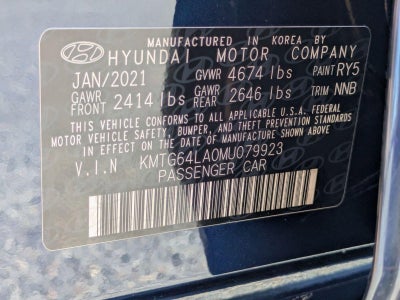 MANUFACTURED IN KOREA BY
HYUNDAI MOTOR COMPANY
JAN/2021 GVWR 4674 lbs PAINT RY5
GAWR FRONT 2414 lbs GAWR REAR 2646 lbs TRIM NNB
THIS VEHICLE CONFORMS TO ALL APPLICABLE U.S.A. FEDERAL
MOTOR VEHICLE SAFETY, BUMPER, AND THEFT PREVENTION STANDARDS
IN EFFECT ON THE DATE OF MANUFACTURE SHOWN ABOVE
V.I.N KMTG64LA0MU079923
PASSENGER CAR